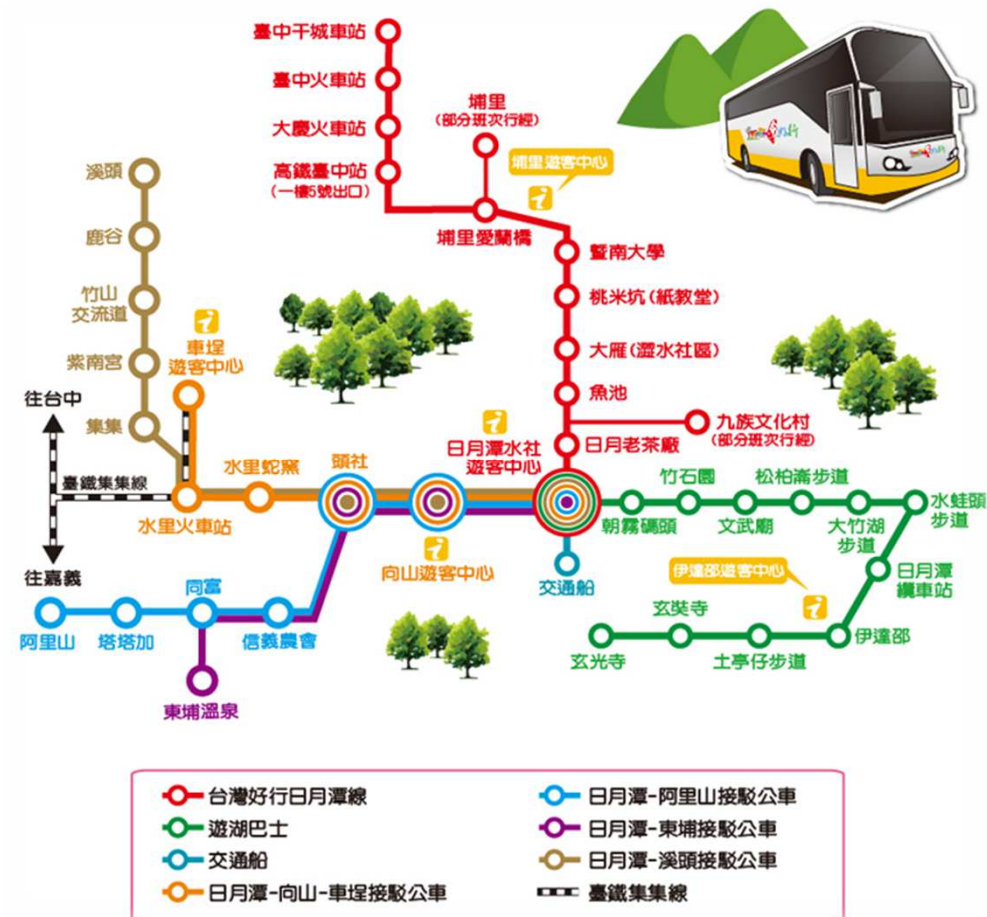 臺中干城車站
臺中火車站
大慶火車站
高鐵臺中站
(一樓5號出口)
埔里
(部分班次行經)
埔里遊客中心
埔里愛蘭橋
暨南大學
桃米坑(紙教堂)
大雁(澀水社區)
魚池
九族文化村
(部分班次行經)
日月老茶廠
日月潭水社
遊客中心
溪頭
鹿谷
竹山
交流道
紫南宮
集集
車埕
遊客中心
往台中
臺鐵集集線
往嘉義
水里火車站
水里蛇窯
頭社
向山遊客中心
交通船
朝霧碼頭
竹石園
文武廟
松柏崙步道
大竹湖
步道
水蛙頭
步道
日月潭
纜車站
伊達邵遊客中心
伊達邵
土亭仔步道
玄奘寺
玄光寺
阿里山
塔塔加
同富
信義農會
東埔溫泉
台灣好行日月潭線
遊湖巴士
交通船
日月潭-向山-車埕接駁公車
日月潭-阿里山接駁公車
日月潭-東埔接駁公車
日月潭-溪頭接駁公車
臺鐵集集線